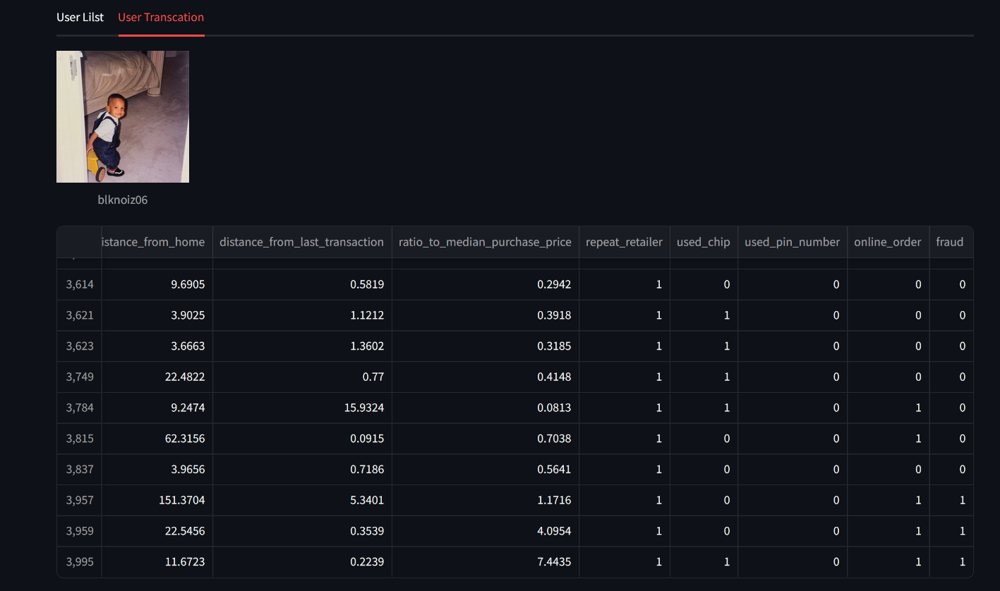 User Lilst User Transcation
blknoiz06
istance_from_home distance_from_last_transaction ratio_to_median_purchase_price repeat_retailer used_chip used_pin_number online_order fraud
3,614 9.6905 0.5819 0.2942 1 0 0 0 0
3,621 3.9025 1.1212 0.3918 1 1 0 0 0
3,623 3.6663 1.3602 0.3185 1 1 0 0 0
3,749 22.4822 0.77 0.4148 1 1 0 0 0
3,784 9.2474 15.9324 0.0813 1 1 0 1 0
3,815 62.3156 0.0915 0.7038 1 0 0 1 0
3,837 3.9656 0.7186 0.5641 1 0 0 0 0
3,957 151.3704 5.3401 1.1716 1 0 0 1 1
3,959 22.5456 0.3539 4.0954 1 0 0 1 1
3,995 11.6723 0.2239 7.4435 1 1 0 1 1